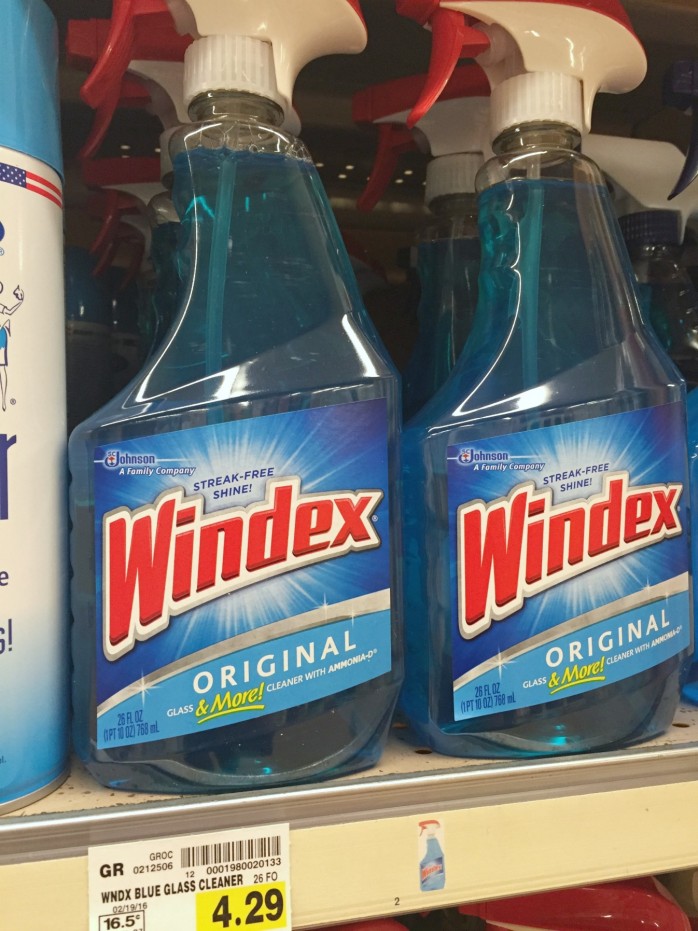 SC Johnson
A Family Company
STREAK-FREE
SHINE!
Windex®
ORIGINAL
GLASS & More! CLEANER WITH AMMONIA-D®
26 FL OZ
(1 PT 10 OZ) 768 mL
SC Johnson
A Family Company
STREAK-FREE
SHINE!
Windex
ORIGINAL
GLASS & More! CLEANER WITH AMMONIA-D®
26 FL OZ
(1 PT 10 OZ) 768 mL
GR
GROC
0212506
12 0001980020133
WNDX BLUE GLASS CLEANER 26 FO
02/19/16
16.5¢
4.29
2